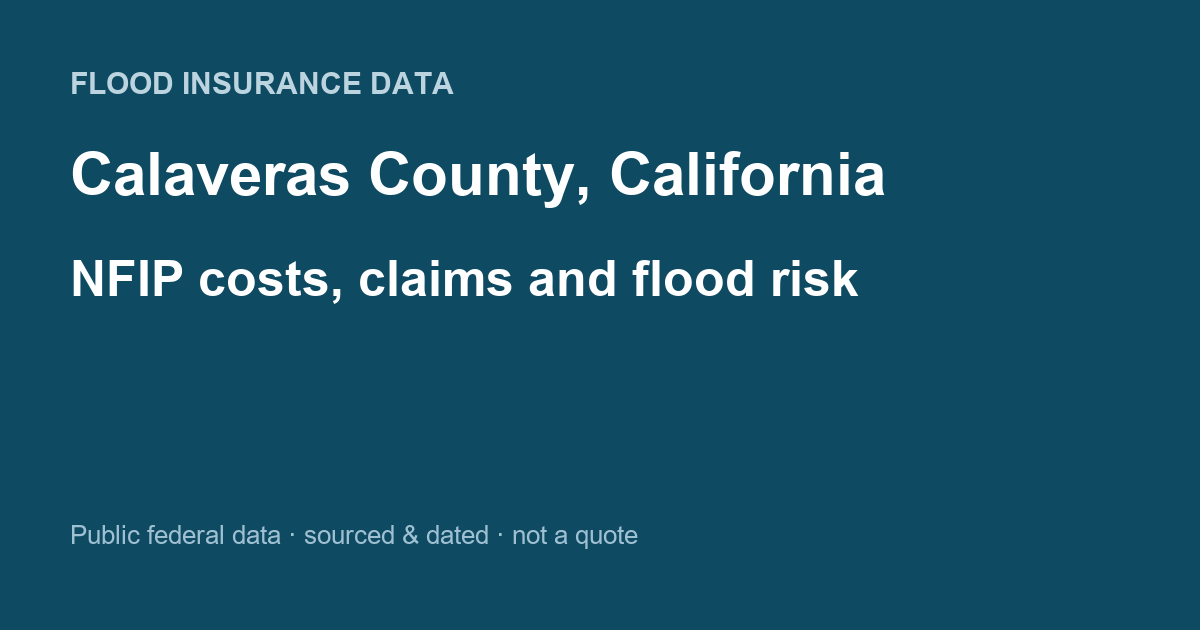 FLOOD INSURANCE DATA
Calaveras County, California
NFIP costs, claims and flood risk
Public federal data · sourced & dated · not a quote